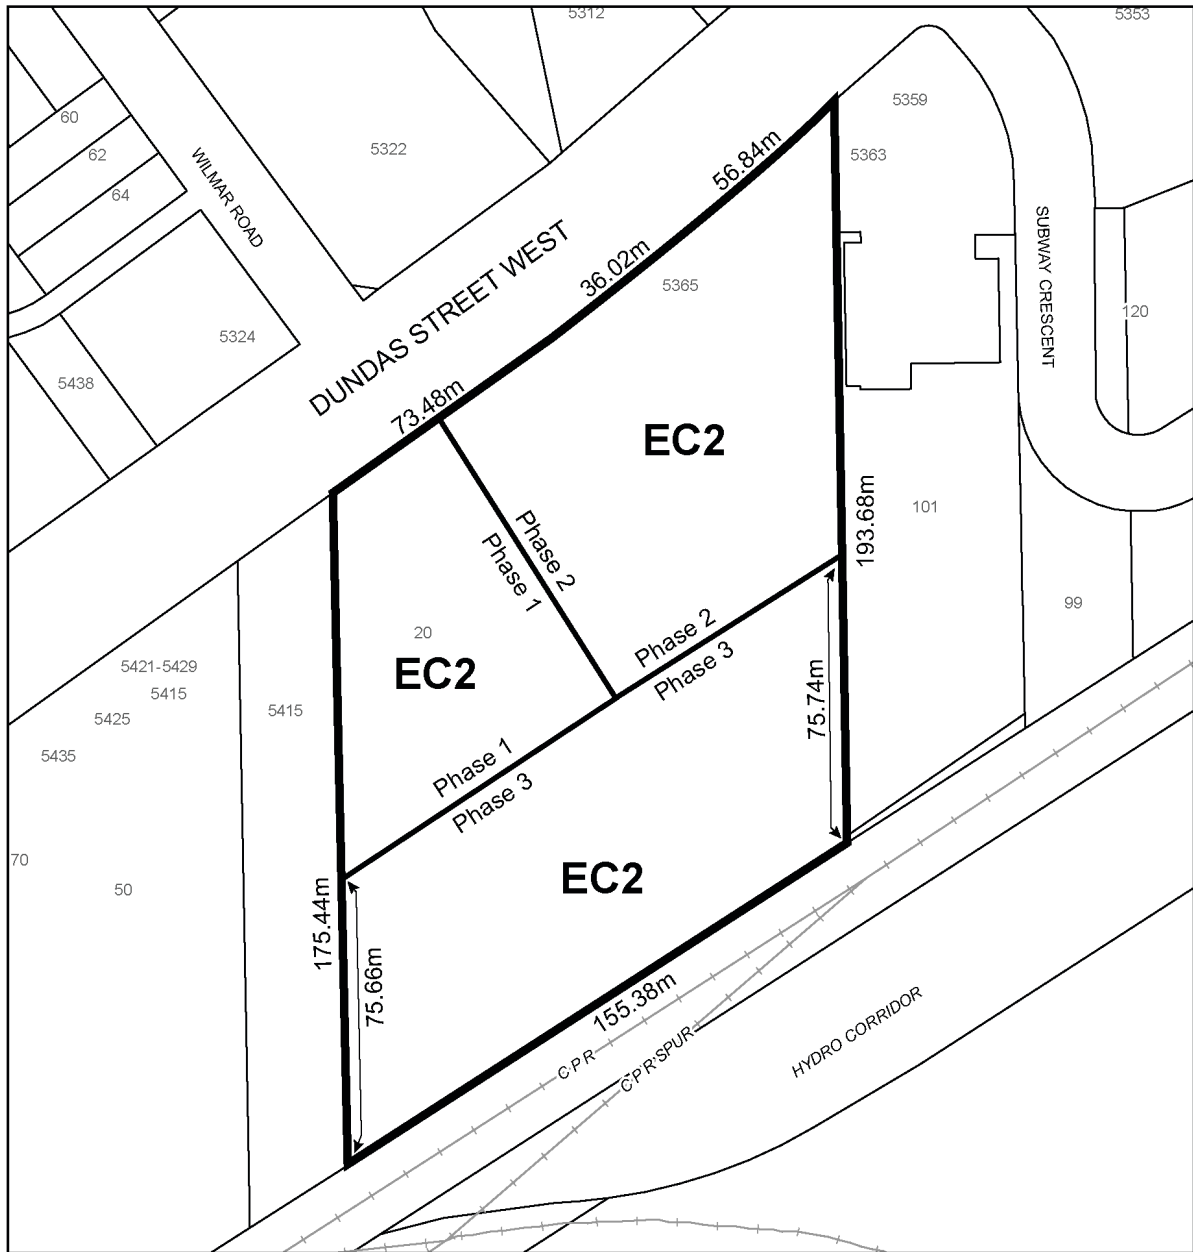 5312
5353
60
62
64
5322
5359
5363
WILMAR ROAD
56.84m
36.02m
5365
DUNDAS STREET WEST
SUBWAY CRESCENT
120
5324
5438
73.48m
EC2
193.68m
101
Phase 2
Phase 1
99
20
EC2
Phase 2
Phase 3
75.74m
5421-5429
5415
5425
5435
5415
Phase 1
Phase 3
70
50
EC2
175.44m
75.66m
155.38m
C P R
C P R SPUR
HYDRO CORRIDOR